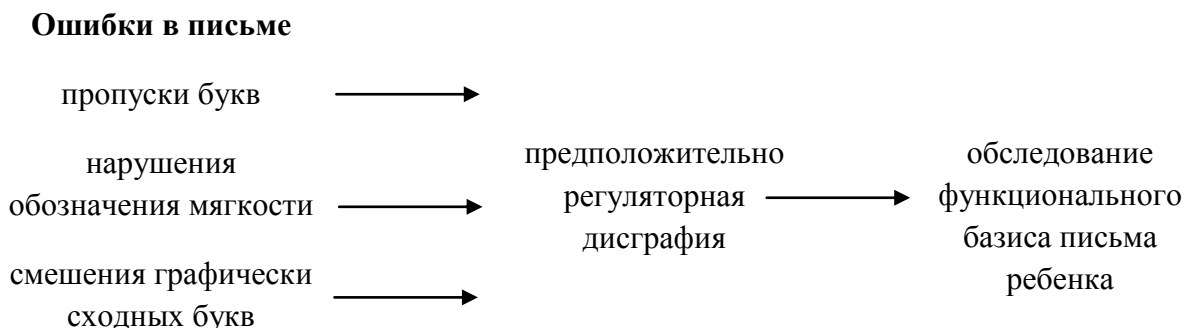 Ошибки в письме
пропуски букв
нарушения
обозначения мягкости
смешения графически
сходных букв
предположительно
регуляторная
дисграфия
обследование
функционального
базиса письма
ребенка